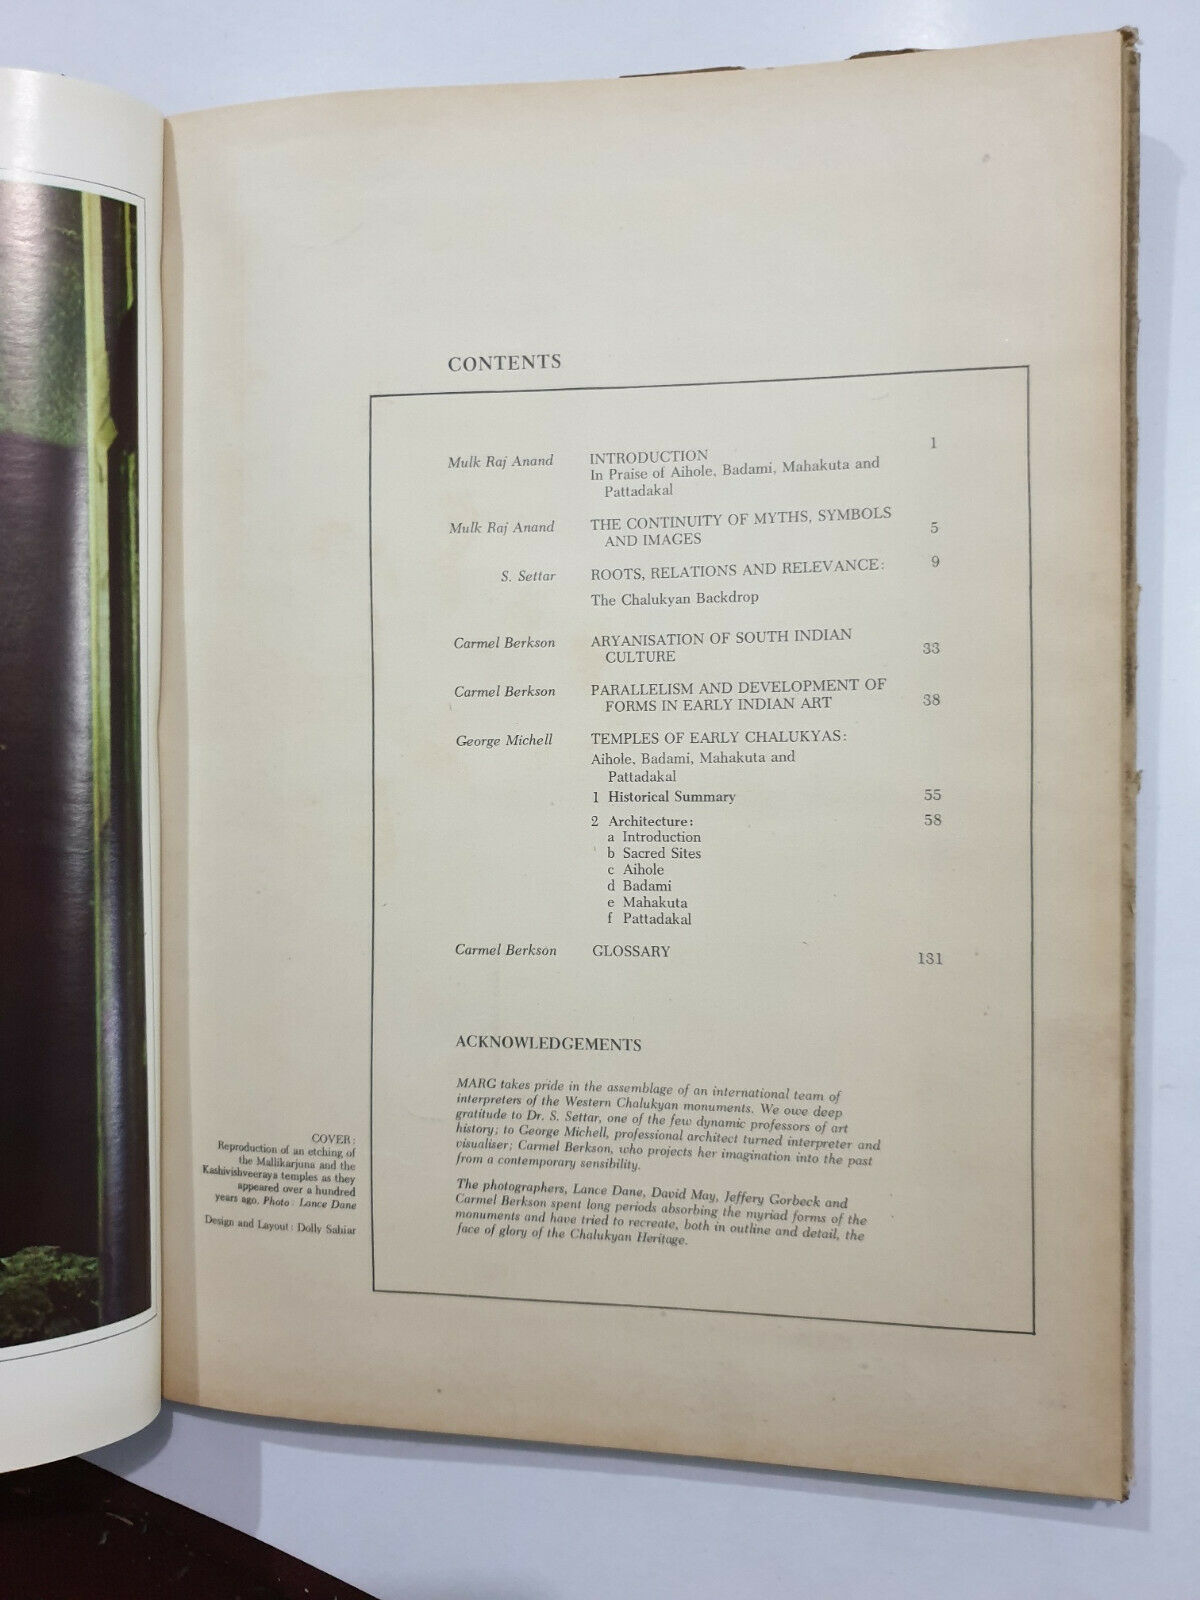 CONTENTS
Mulk Raj Anand INTRODUCTION 1
In Praise of Aihole, Badami, Mahakuta and
Pattadakal
Mulk Raj Anand THE CONTINUITY OF MYTHS, SYMBOLS
AND IMAGES 5
S. Settar ROOTS, RELATIONS AND RELEVANCE: 9
The Chalukyan Backdrop
Carmel Berkson ARYANISATION OF SOUTH INDIAN
CULTURE 33
Carmel Berkson PARALLELISM AND DEVELOPMENT OF
FORMS IN EARLY INDIAN ART 38
George Michell TEMPLES OF EARLY CHALUKYAS:
Aihole, Badami, Mahakuta and
Pattadakal
1 Historical Summary 55
2 Architecture: 58
a Introduction
b Sacred Sites
c Aihole
d Badami
e Mahakuta
f Pattadakal
Carmel Berkson GLOSSARY 131
ACKNOWLEDGEMENTS
MARG takes pride in the assemblage of an international team of
interpreters of the Western Chalukyan monuments. We owe deep
gratitude to Dr. S. Settar, one of the few dynamic professors of art
history; to George Michell, professional architect turned interpreter and
visualiser; Carmel Berkson, who projects her imagination into the past
from a contemporary sensibility.
The photographers, Lance Dane, David May, Jeffery Gorbeck and
Carmel Berkson spent long periods absorbing the myriad forms of the
monuments and have tried to recreate, both in outline and detail, the
face of glory of the Chalukyan Heritage.
COVER:
Reproduction of an etching of
the Mallikarjuna and the
Kashivishveeraya temples as they
appeared over a hundred
years ago. Photo: Lance Dane
Design and Layout: Dolly Sahiar